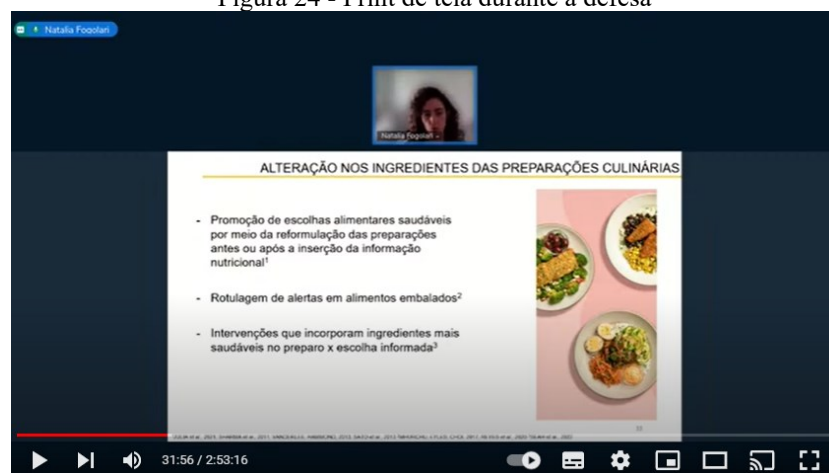 Figura 24 - Print de tela durante a defesa
Natalia Fogolari
Natalia Fogolari
ALTERAÇÃO NOS INGREDIENTES DAS PREPARAÇÕES CULINÁRIAS
- Promoção de escolhas alimentares saudáveis
por meio da reformulação das preparações
antes ou após a inserção da informação
nutricional¹
- Rotulagem de alertas em alimentos embalados²
- Intervenções que incorporam ingredientes mais
saudáveis no preparo x escolha informada³
31:56 / 2:53:16